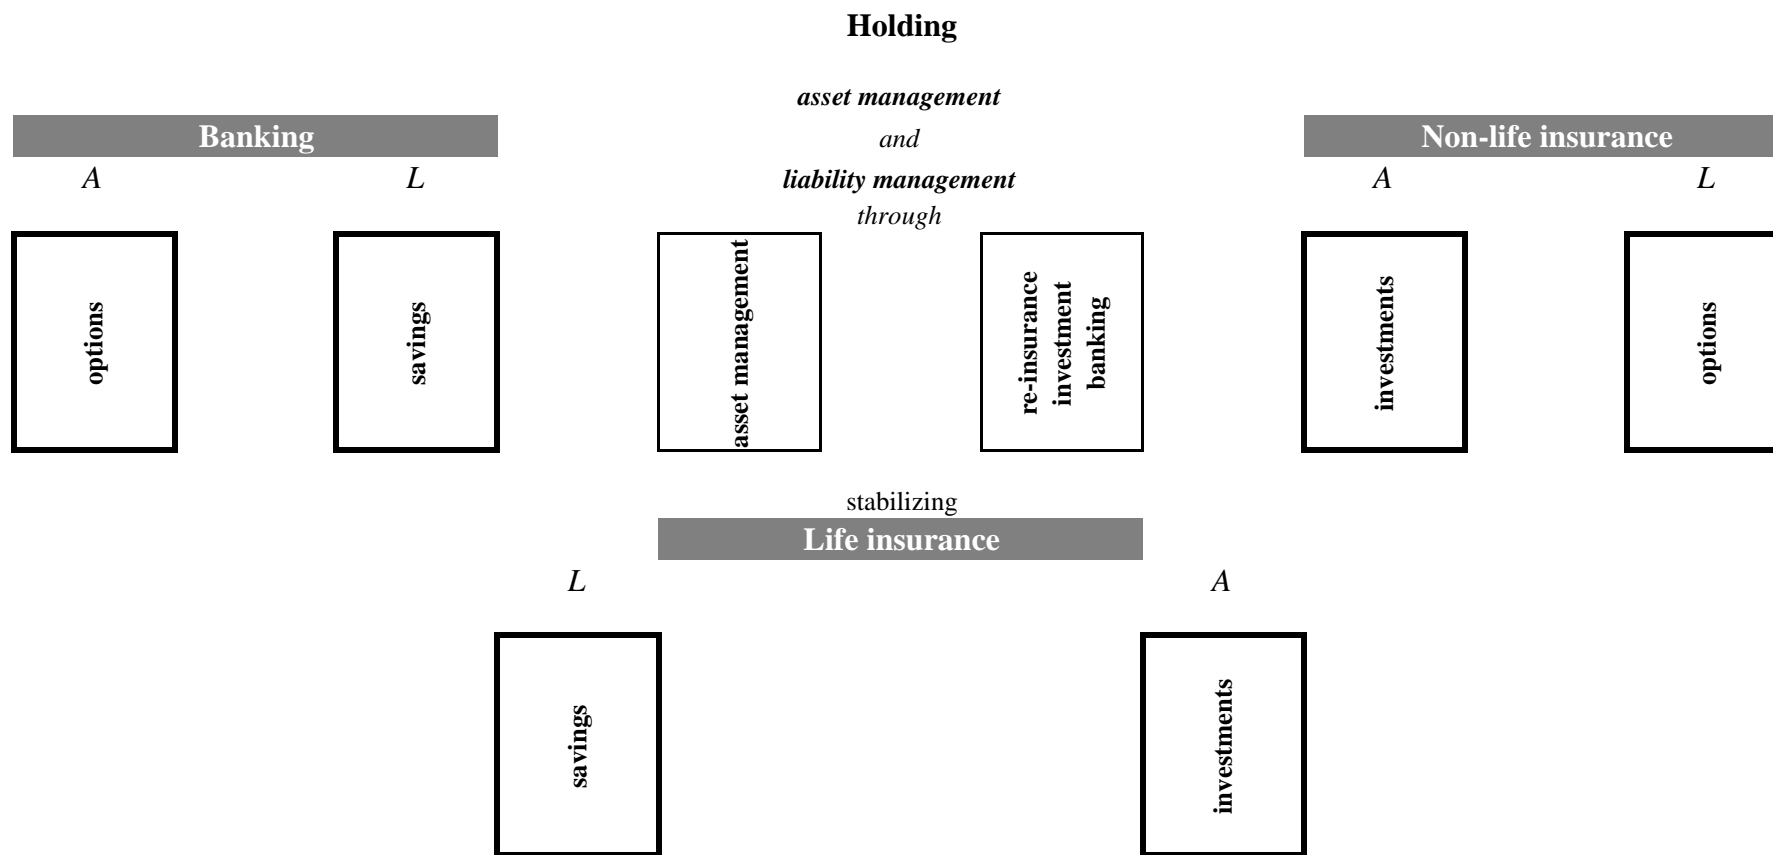 Holding
asset management
and
liability management
through
Banking
A
L
Non-life insurance
A
L
options
savings
asset management
re-insurance
investment
banking
investments
options
stabilizing
Life insurance
L
A
savings
investments